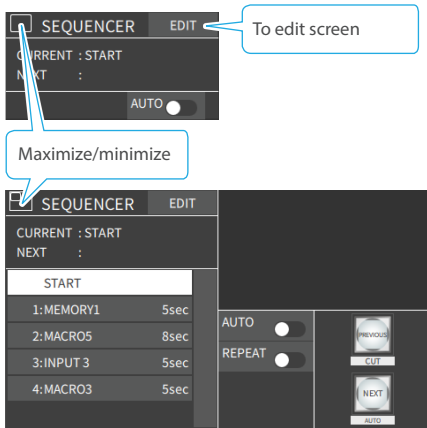 SEQUENCER EDIT
To edit screen
CURRENT : START
NEXT :
AUTO
Maximize/minimize
SEQUENCER EDIT
CURRENT : START
NEXT :
START
1:MEMORY1 5sec
2:MACRO5 8sec
3:INPUT 3 5sec
4:MACRO3 5sec
AUTO
REPEAT
PREVIOUS
CUT
NEXT
AUTO